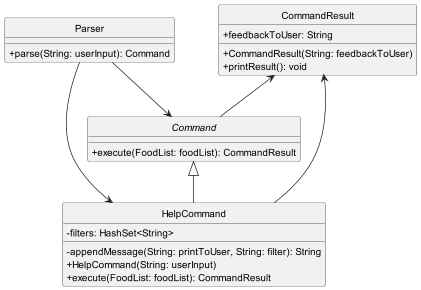 Parser
+parse(String: userInput): Command
CommandResult
+feedbackToUser: String
+CommandResult(String: feedbackToUser)
+printResult(): void
Command
+execute(FoodList: foodList): CommandResult
HelpCommand
-filters: HashSet<String>
-appendMessage(String: printToUser, String: filter): String
+HelpCommand(String: userInput)
+execute(FoodList: foodList): CommandResult